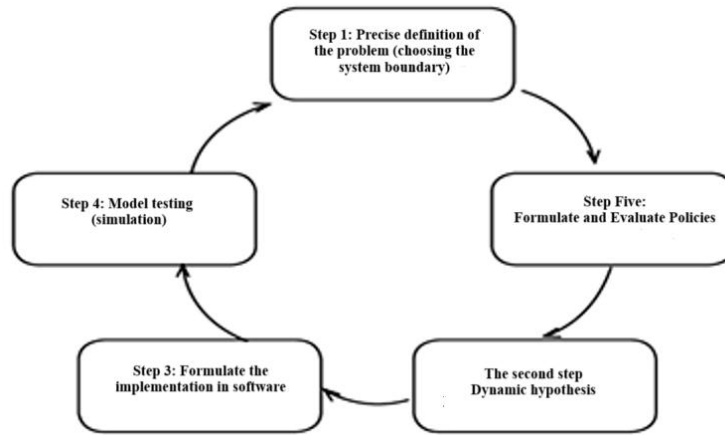 Step 1: Precise definition of
the problem (choosing the
system boundary)
Step 4: Model testing
(simulation)
Step Five:
Formulate and Evaluate Policies
Step 3: Formulate the
implementation in software
The second step
Dynamic hypothesis